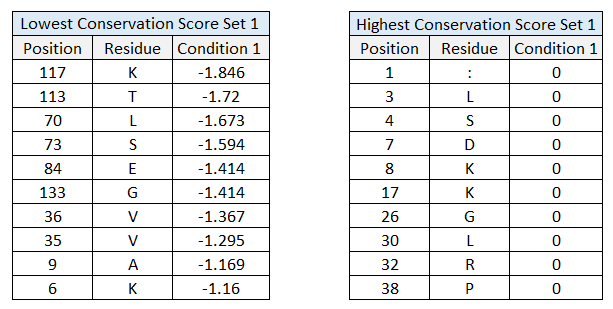 Lowest Conservation Score Set 1
Position Residue Condition 1
117 K -1.846
113 T -1.72
70 L -1.673
73 S -1.594
84 E -1.414
133 G -1.414
36 V -1.367
35 V -1.295
9 A -1.169
6 K -1.16
Highest Conservation Score Set 1
Position Residue Condition 1
1 : 0
3 L 0
4 S 0
7 D 0
8 K 0
17 K 0
26 G 0
30 L 0
32 R 0
38 P 0